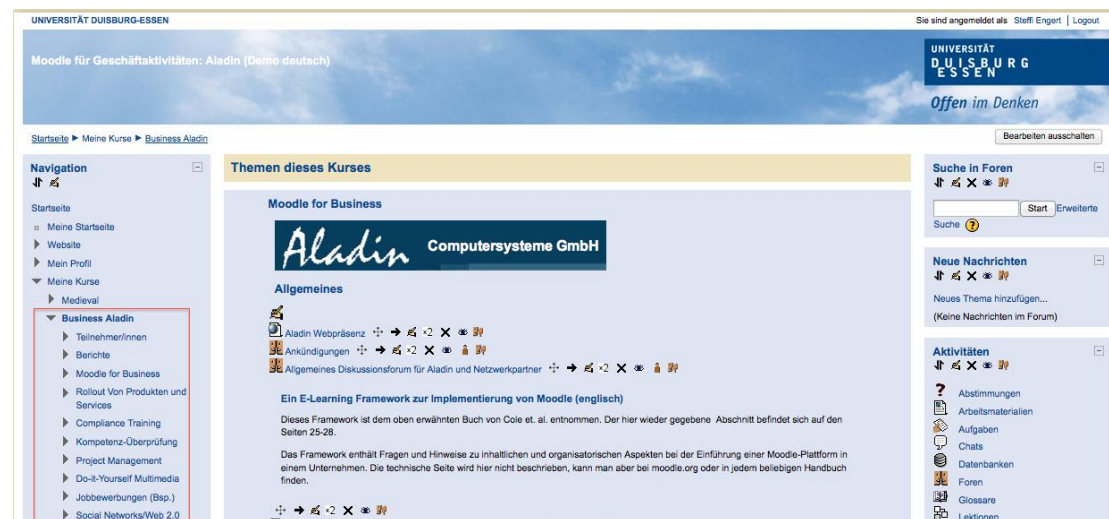 UNIVERSITÄT DUISBURG-ESSEN
Sie sind angemeldet als Steffi Engert | Logout
Moodle für Geschäftaktivitäten: Aladin (Demo deutsch)
UNIVERSITÄT
DUISBURG
ESSEN
Offen im Denken
Startseite ► Meine Kurse ► Business Aladin
Bearbeiten ausschalten
Navigation
Startseite
Meine Startseite
Website
Mein Profil
Meine Kurse
Medieval
Business Aladin
Teilnehmer/innen
Berichte
Moodle for Business
Rollout Von Produkten und
Services
Compliance Training
Kompetenz-Überprüfung
Project Management
Do-it-Yourself Multimedia
Jobbewerbungen (Bsp.)
Social Networks/Web 2.0
Themen dieses Kurses
Moodle for Business
Aladin Computersysteme GmbH
Allgemeines
Aladin Webpräsenz ×2
Ankündigungen ×2
Allgemeines Diskussionsforum für Aladin und Netzwerkpartner ×2
Ein E-Learning Framework zur Implementierung von Moodle (englisch)
Dieses Framework ist dem oben erwähnten Buch von Cole et. al. entnommen. Der hier wieder gegebene Abschnitt befindet sich auf den
Seiten 25-28.
Das Framework enthält Fragen und Hinweise zu inhaltlichen und organisatorischen Aspekten bei der Einführung einer Moodle-Plattform in
einem Unternehmen. Die technische Seite wird hier nicht beschrieben, kann man aber bei moodle.org oder in jedem beliebigen Handbuch
finden.
×2
Suche in Foren
Start Erweiterte
Suche
Neue Nachrichten
Neues Thema hinzufügen...
(Keine Nachrichten im Forum)
Aktivitäten
Abstimmungen
Arbeitsmaterialien
Aufgaben
Chats
Datenbanken
Foren
Glossare
Lektionen